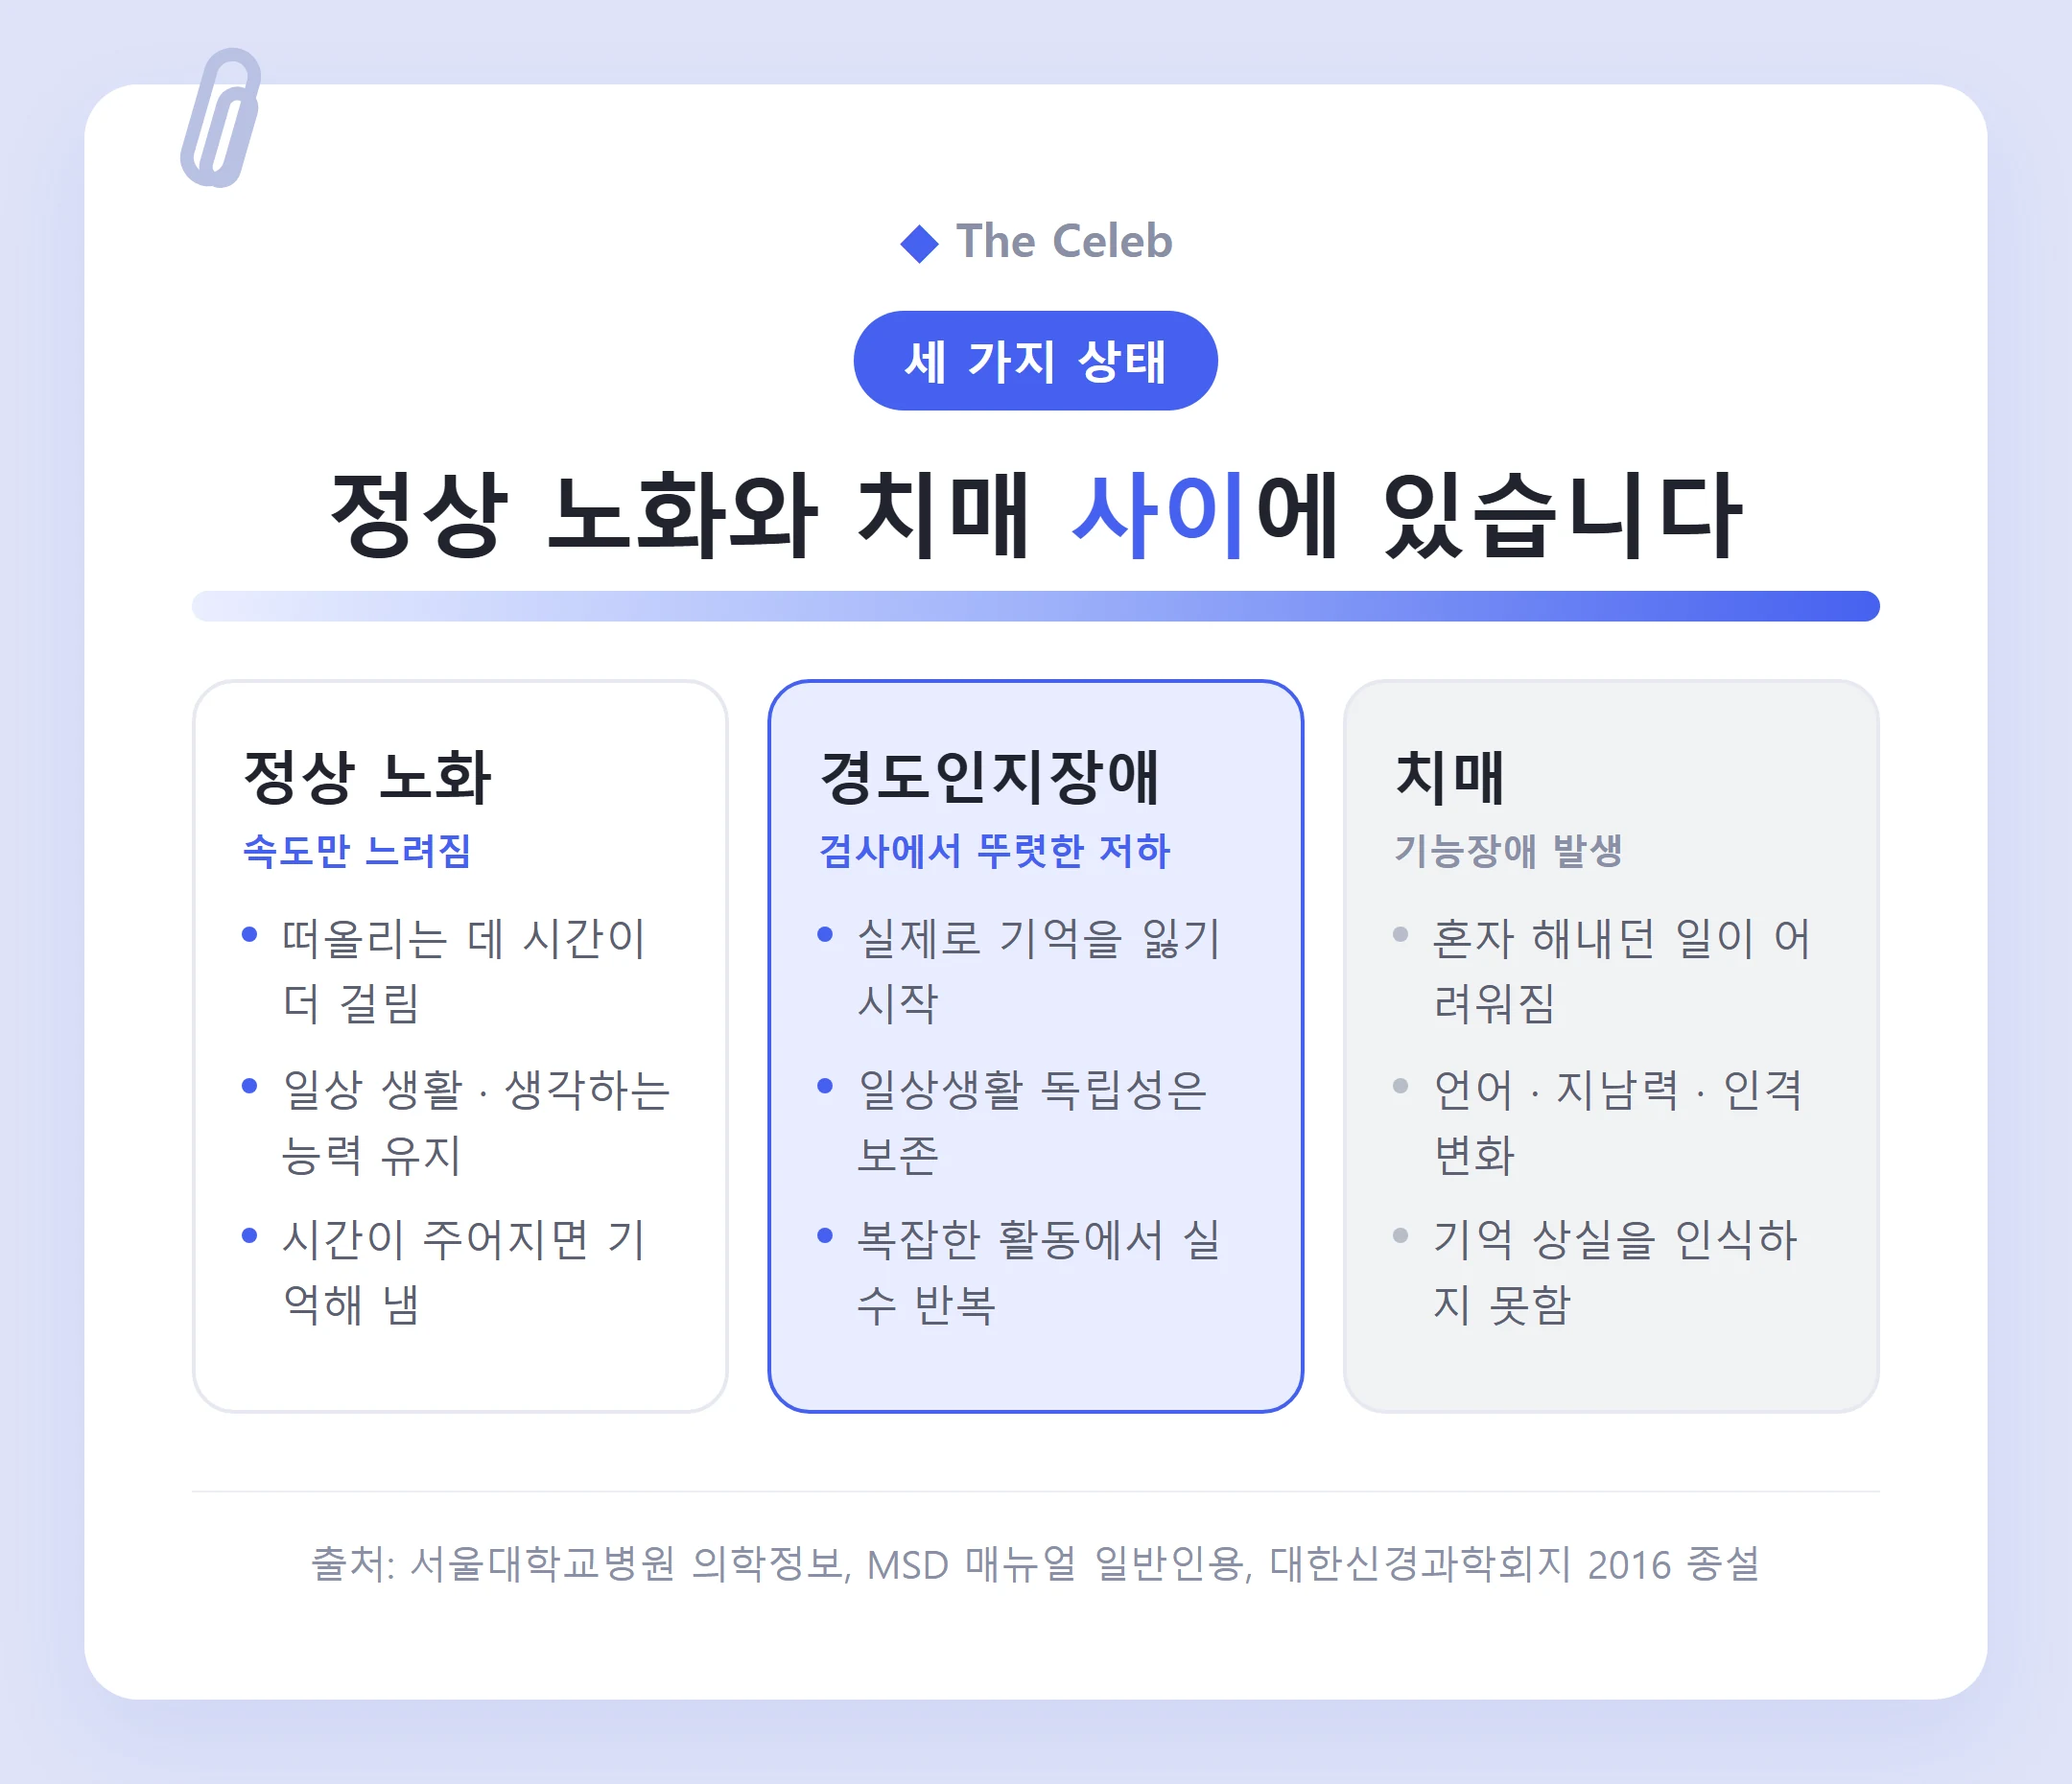 The Celeb
세 가지 상태
정상 노화와 치매 사이에 있습니다
정상 노화
속도만 느려짐
떠올리는 데 시간이
더 걸림
일상 생활 · 생각하는
능력 유지
시간이 주어지면 기
억해 냄
경도인지장애
검사에서 뚜렷한 저하
실제로 기억을 잃기
시작
일상생활 독립성은
보존
복잡한 활동에서 실
수 반복
치매
기능장애 발생
혼자 해내던 일이 어
려워짐
언어 · 지남력 · 인격
변화
기억 상실을 인식하
지 못함
출처: 서울대학교병원 의학정보, MSD 매뉴얼 일반인용, 대한신경과학회지 2016 종설